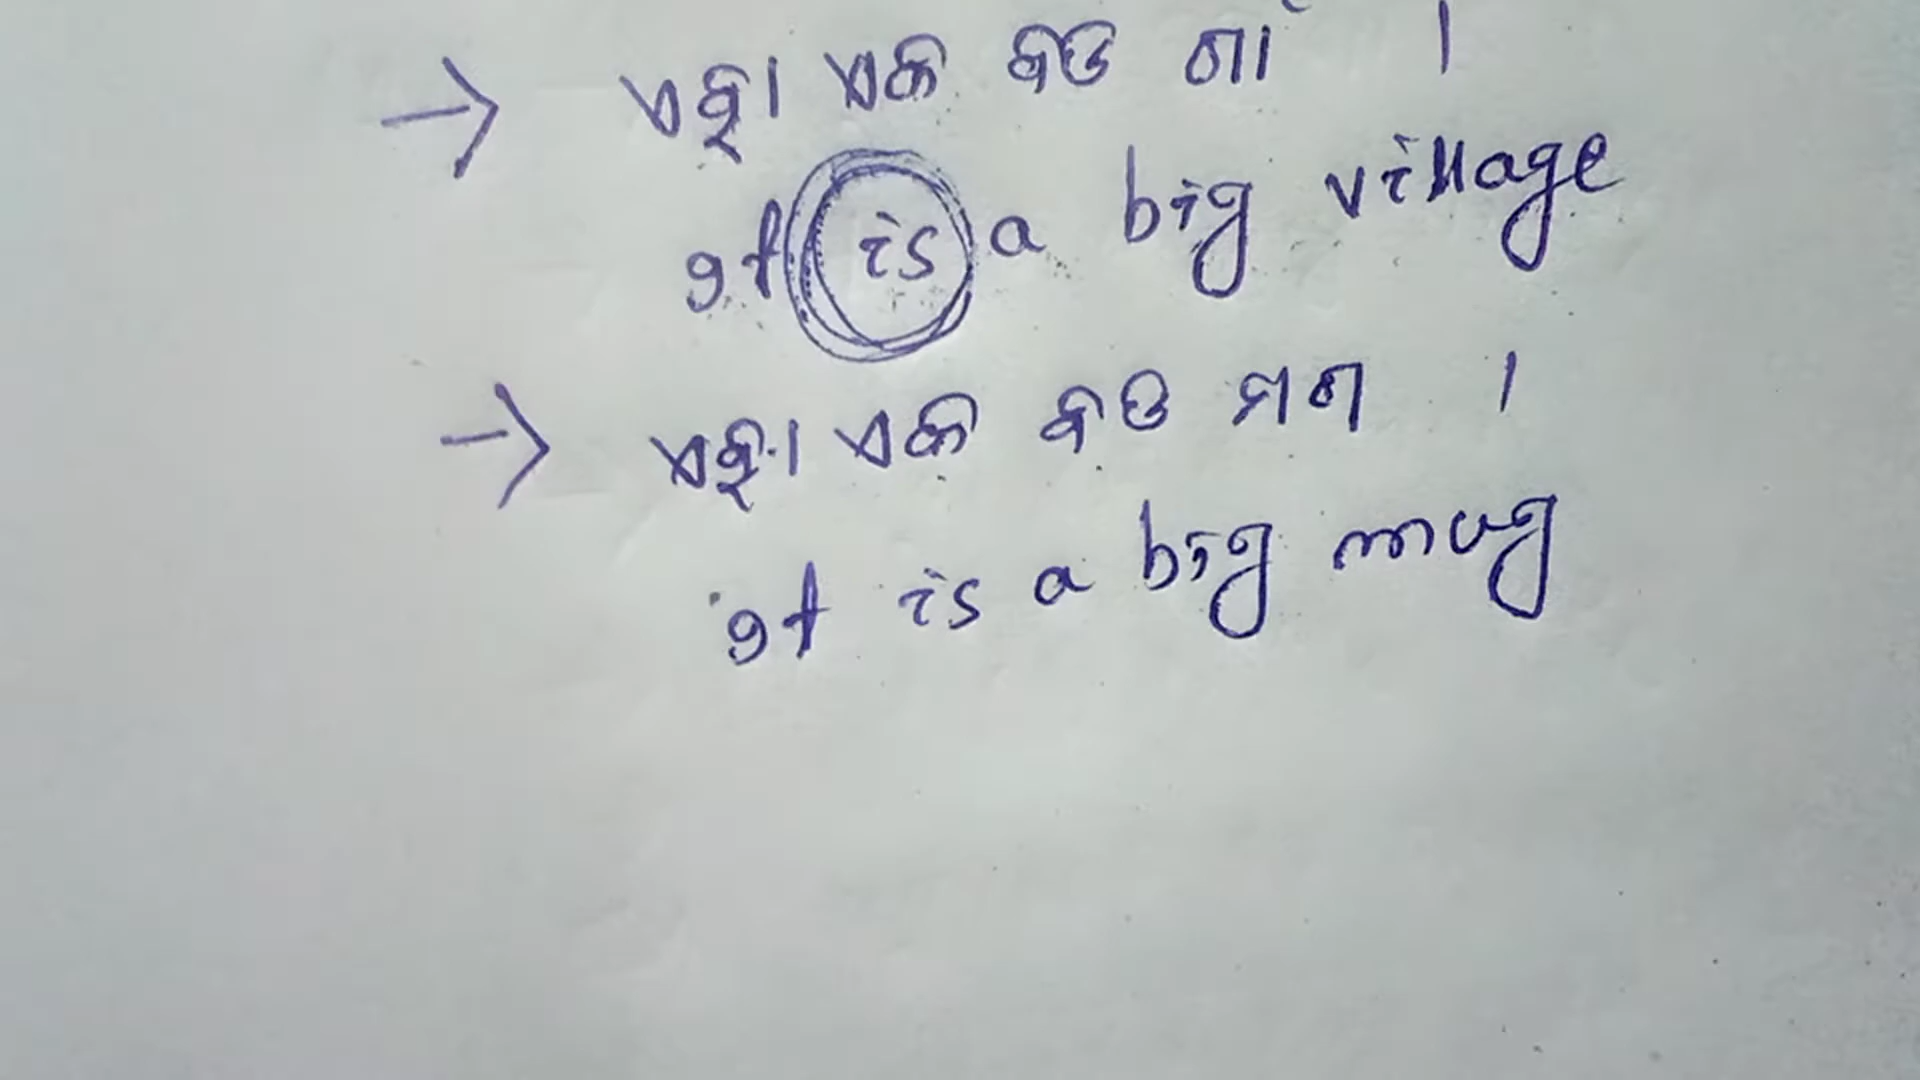 → ଏହା ଏକ ବଡ ଗାଁ ।
It is a big village
→ ଏହା ଏକ ବଡ ମଗ ।
It is a big mug